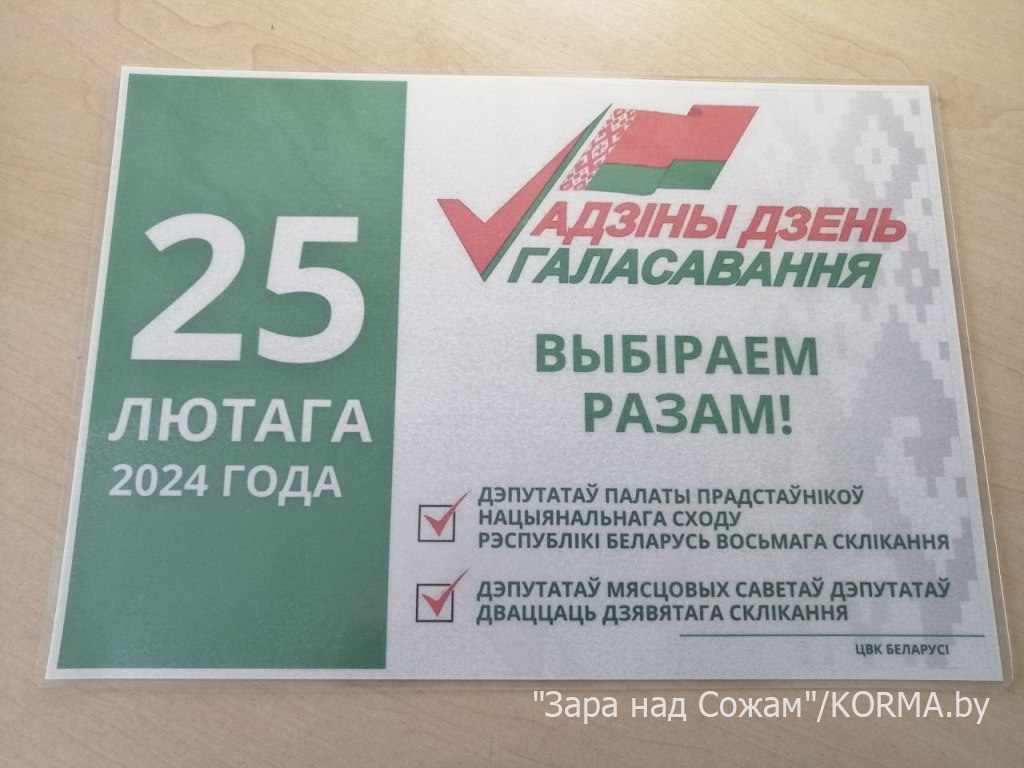 25
ЛЮТАГА
2024 ГОДА
АДЗІНЫ ДЗЕНЬ
ГАЛАСАВАННЯ
ВЫБІРАЕМ
РАЗАМ!
ДЭПУТАТАЎ ПАЛАТЫ ПРАДСТАЎНІКОЎ
НАЦЫЯНАЛЬНАГА СХОДУ
РЭСПУБЛІКІ БЕЛАРУСЬ ВОСЬМАГА СКЛІКАННЯ
ДЭПУТАТАЎ МЯСЦОВЫХ САВЕТАЎ ДЭПУТАТАЎ
ДВАЦЦАЦЬ ДЗЯВЯТАГА СКЛІКАННЯ
ЦВК БЕЛАРУСІ
"Зара над Сожам"/KORMA.by